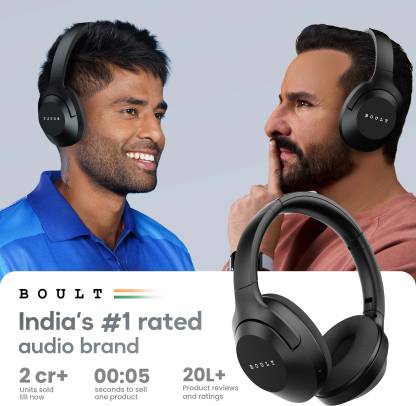 BOULT
BOULT
BOULT
BOULT
India's #1 rated
audio brand
2 cr+
Units sold
till now
00:05
seconds to sell
one product
20L+
Product reviews
and ratings